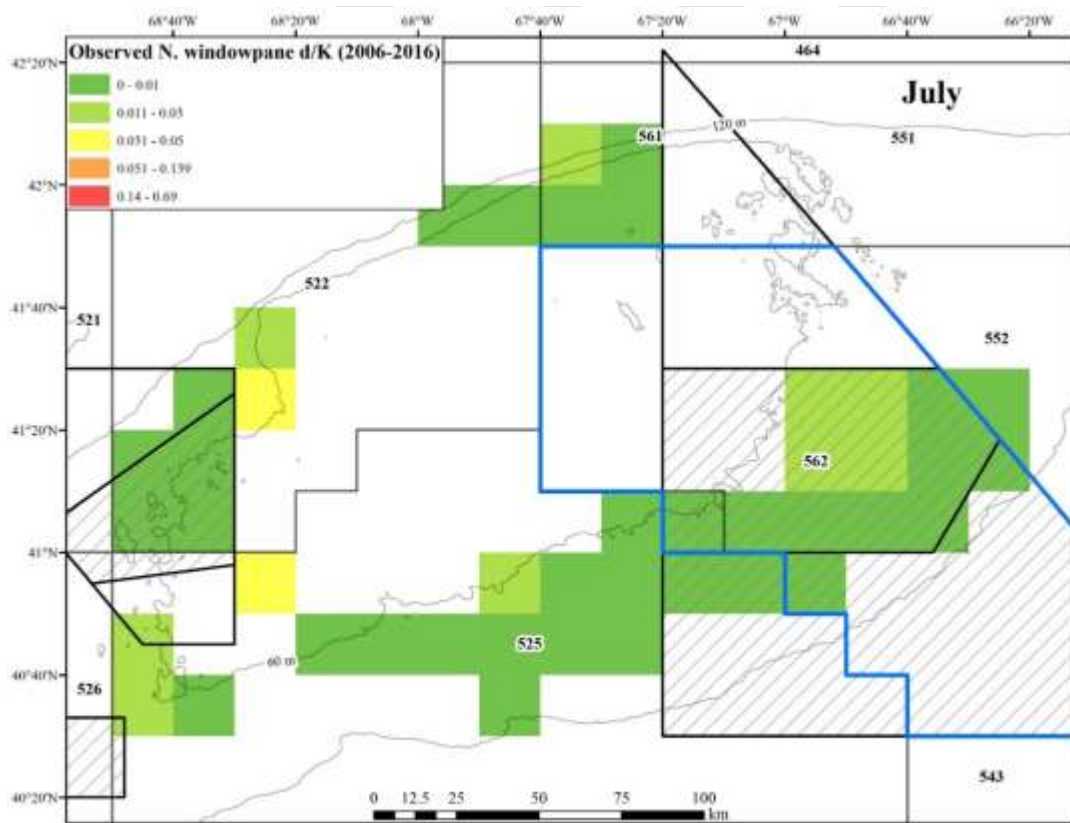 68°40'W 68°20'W 67°40'W 67°20'W 67°0'W 66°40'W 66°20'W
Observed N. windowpane d/K (2006-2016)
0 - 0.01
0.011 - 0.03
0.031 - 0.05
0.051 - 0.139
0.14 - 0.69
July
464
42°20'N
120 m
561
551
42°N
522
41°40'N
521
552
41°20'N
562
41°N
525
60 m
40°40'N
526
543
40°20'N
0 12.5 25 50 75 100
km